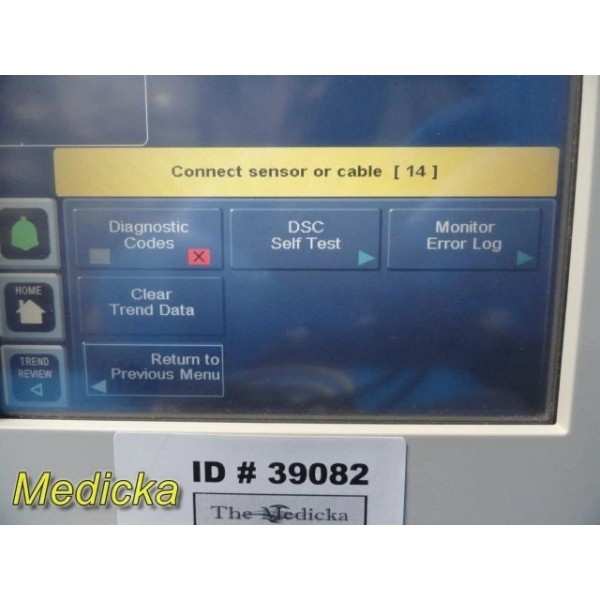 Connect sensor or cable [ 14 ]
Diagnostic
Codes
DSC
Self Test
Monitor
Error Log
HOME
Clear
Trend Data
TREND
REVIEW
Return to
Previous Menu
ID # 39082
Medicka
The Medicka